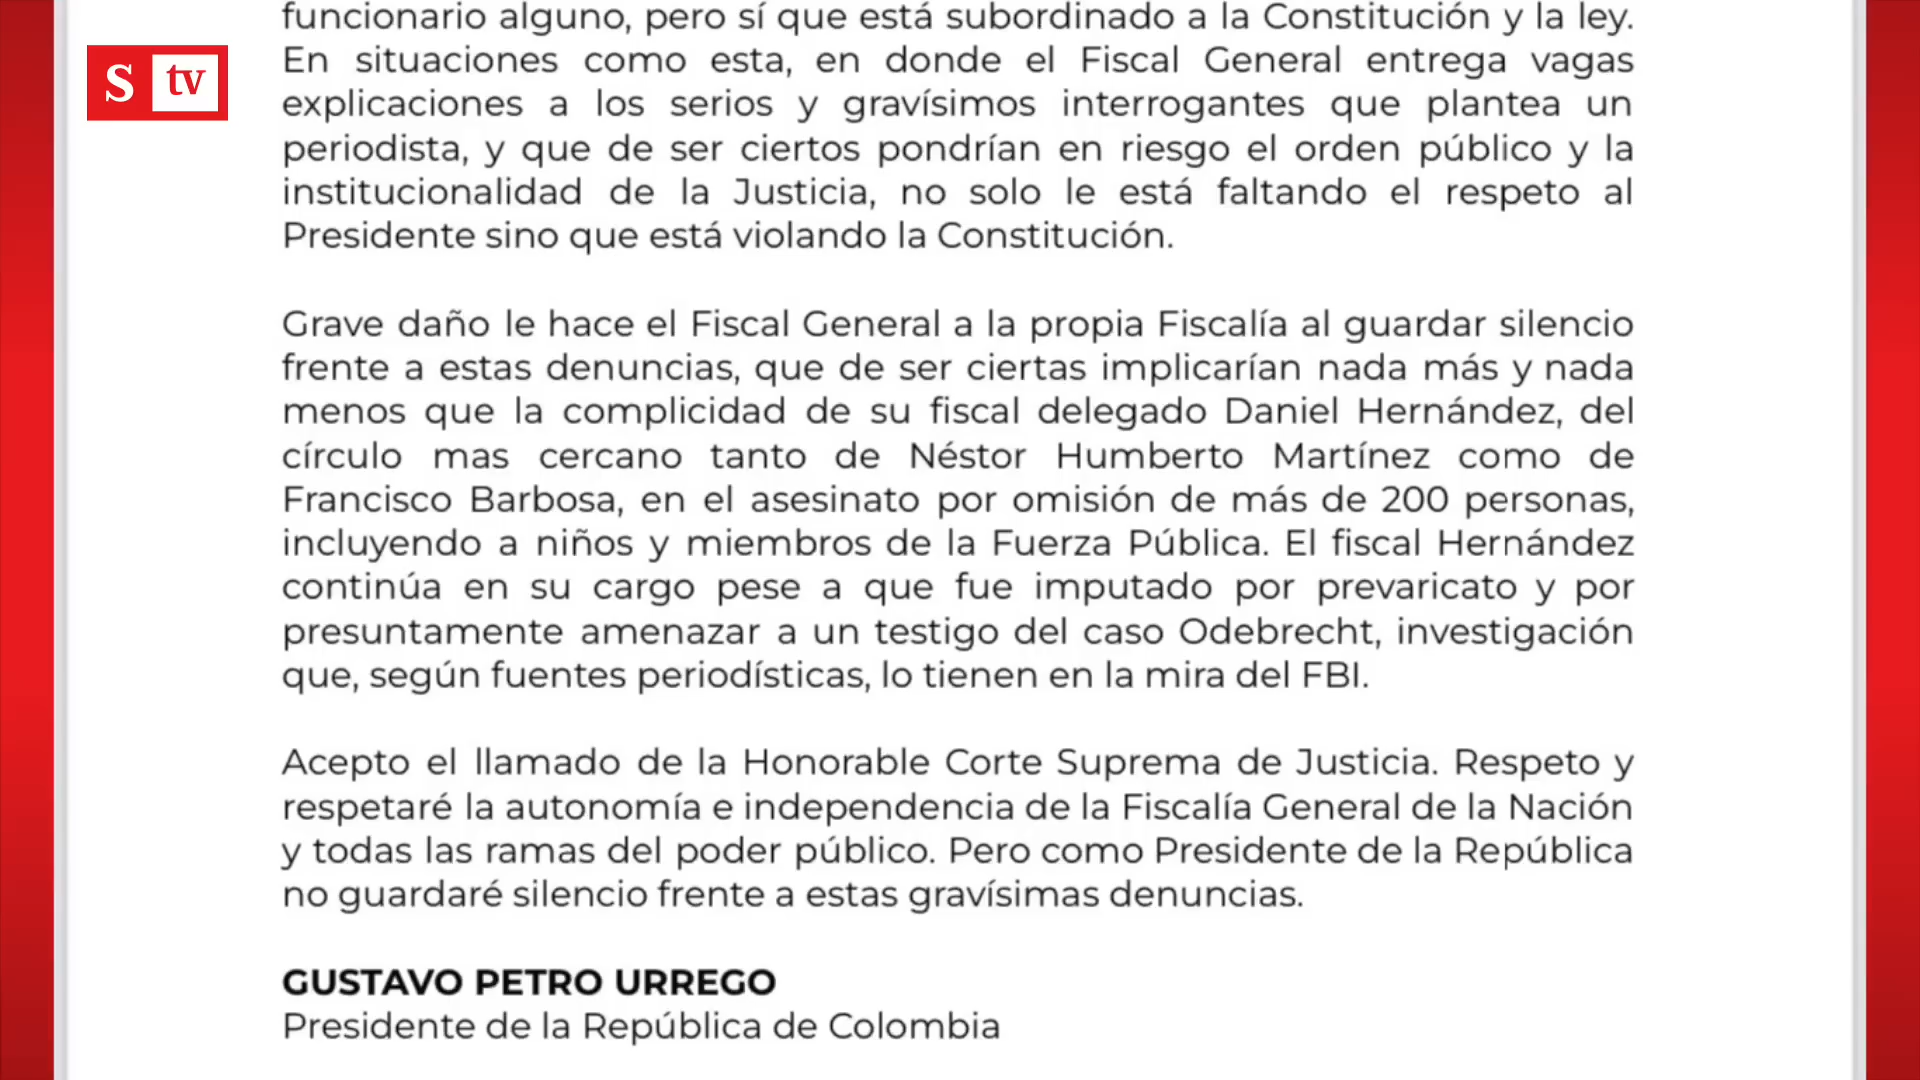 S tv
funcionario alguno, pero sí que está subordinado a la Constitución y la ley.
En situaciones como esta, en donde el Fiscal General entrega vagas
explicaciones a los serios y gravísimos interrogantes que plantea un
periodista, y que de ser ciertos pondrían en riesgo el orden público y la
institucionalidad de la Justicia, no solo le está faltando el respeto al
Presidente sino que está violando la Constitución.
Grave daño le hace el Fiscal General a la propia Fiscalía al guardar silencio
frente a estas denuncias, que de ser ciertas implicarían nada más y nada
menos que la complicidad de su fiscal delegado Daniel Hernández, del
círculo mas cercano tanto de Néstor Humberto Martínez como de
Francisco Barbosa, en el asesinato por omisión de más de 200 personas,
incluyendo a niños y miembros de la Fuerza Pública. El fiscal Hernández
continúa en su cargo pese a que fue imputado por prevaricato y por
presuntamente amenazar a un testigo del caso Odebrecht, investigación
que, según fuentes periodísticas, lo tienen en la mira del FBI.
Acepto el llamado de la Honorable Corte Suprema de Justicia. Respeto y
respetaré la autonomía e independencia de la Fiscalía General de la Nación
y todas las ramas del poder público. Pero como Presidente de la República
no guardaré silencio frente a estas gravísimas denuncias.
GUSTAVO PETRO URREGO
Presidente de la República de Colombia